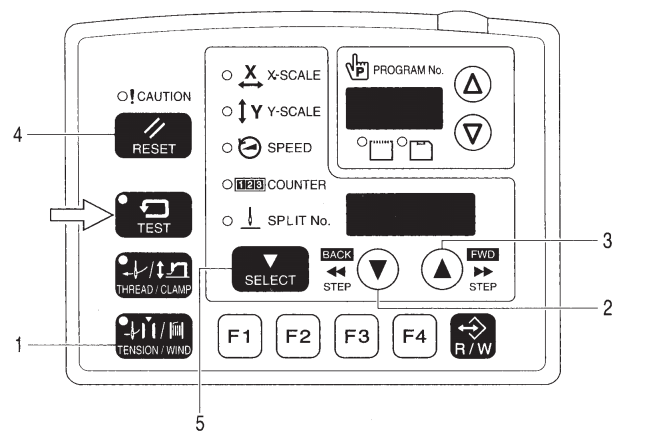 X X-SCALE
P PROGRAM No.
! CAUTION
Y Y-SCALE
4
RESET
SPEED
123 COUNTER
TEST
SPLIT No.
3
SELECT
BACK
STEP
FWD
STEP
THREAD / CLAMP
2
1
TENSION / WIND
F1
F2
F3
F4
R / W
5